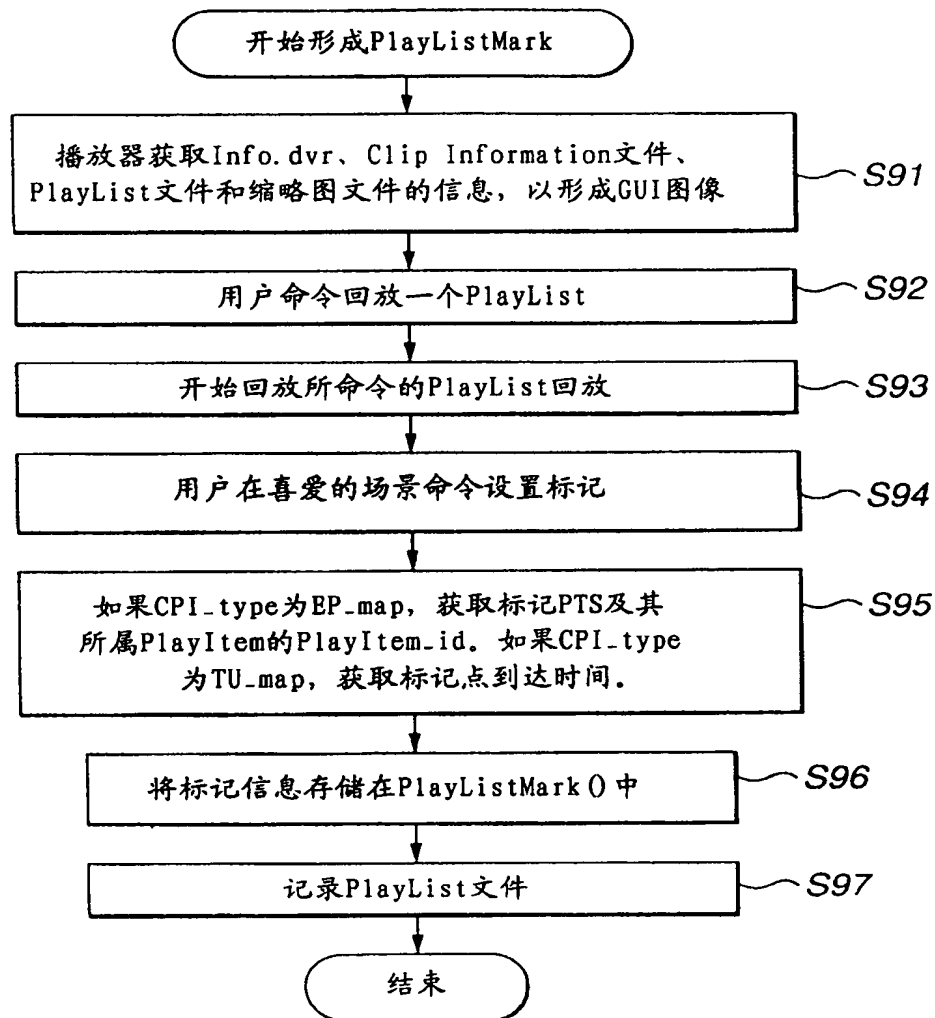 开始形成PlayListMark
播放器获取Info.dvr、Clip Information文件、
PlayList文件和缩略图文件的信息，以形成GUI图像
S91
用户命令回放一个PlayList
S92
开始回放所命令的PlayList回放
S93
用户在喜爱的场景命令设置标记
S94
如果CPI_type为EP_map，获取标记PTS及其
所属PlayItem的PlayItem_id。如果CPI_type
为TU_map，获取标记点到达时间。
S95
将标记信息存储在PlayListMark()中
S96
记录PlayList文件
S97
结束